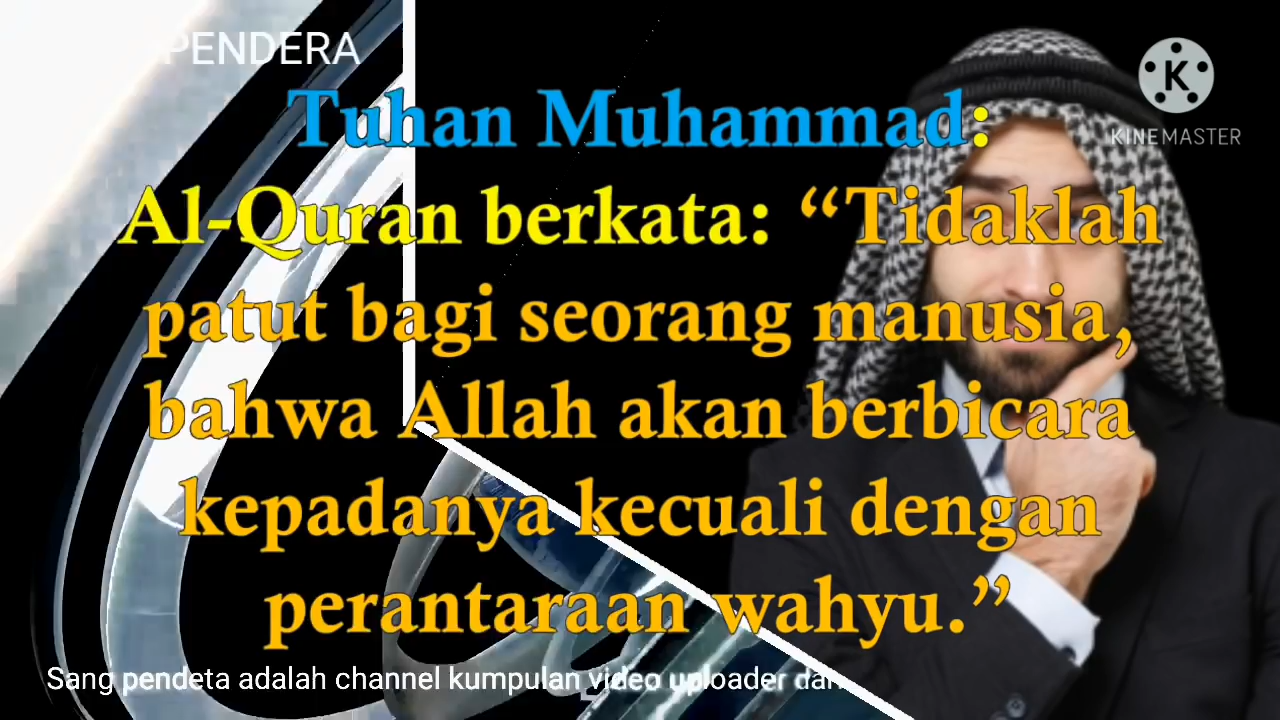 PENDERA
K
KINEMASTER
Tuhan Muhammad:
Al-Quran berkata: “Tidaklah
patut bagi seorang manusia,
bahwa Allah akan berbicara
kepadanya kecuali dengan
perantaraan wahyu.”
Sang pendeta adalah channel kumpulan video uploader dan